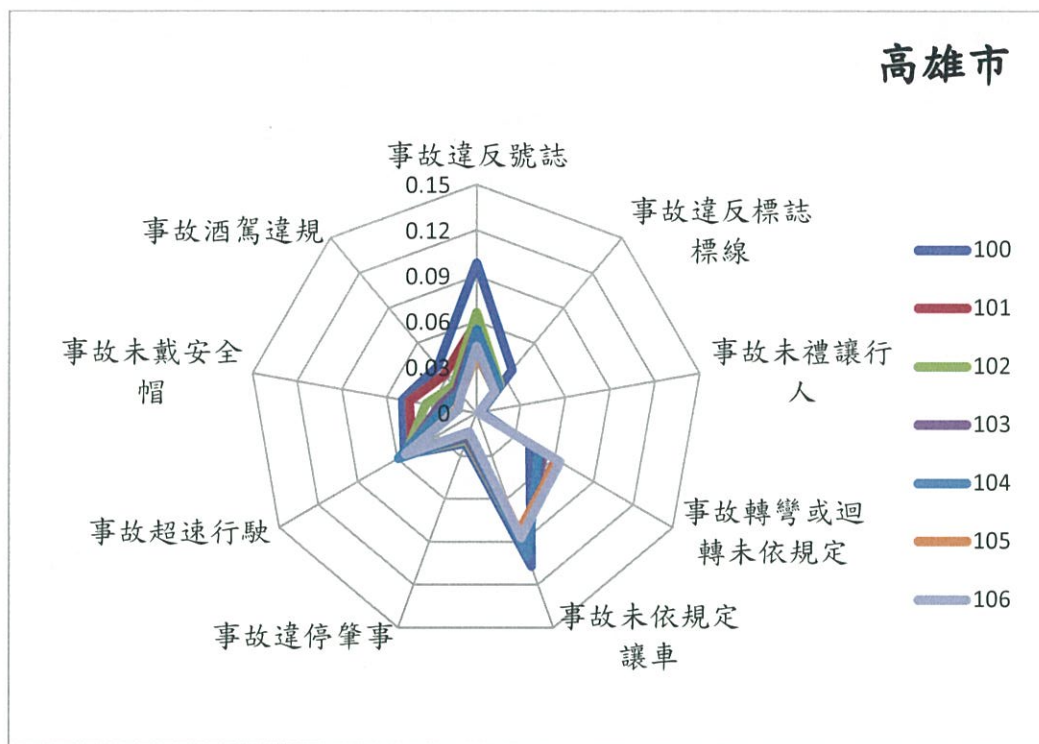 高雄市
事故違反號誌
0.15
0.12
0.09
0.06
0.03
0
事故違反標誌
標線
事故未禮讓行
人
事故轉彎或迴
轉未依規定
事故未依規定
讓車
事故違停肇事
事故超速行駛
事故未戴安全
帽
事故酒駕違規
100
101
102
103
104
105
106